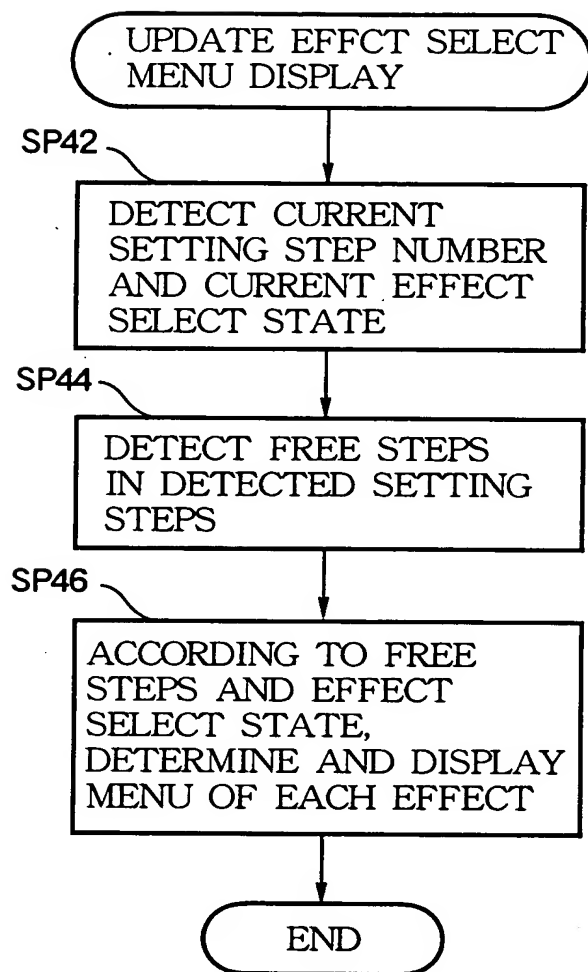 UPDATE EFFCT SELECT
MENU DISPLAY
SP42
DETECT CURRENT
SETTING STEP NUMBER
AND CURRENT EFFECT
SELECT STATE
SP44
DETECT FREE STEPS
IN DETECTED SETTING
STEPS
SP46
ACCORDING TO FREE
STEPS AND EFFECT
SELECT STATE,
DETERMINE AND DISPLAY
MENU OF EACH EFFECT
END